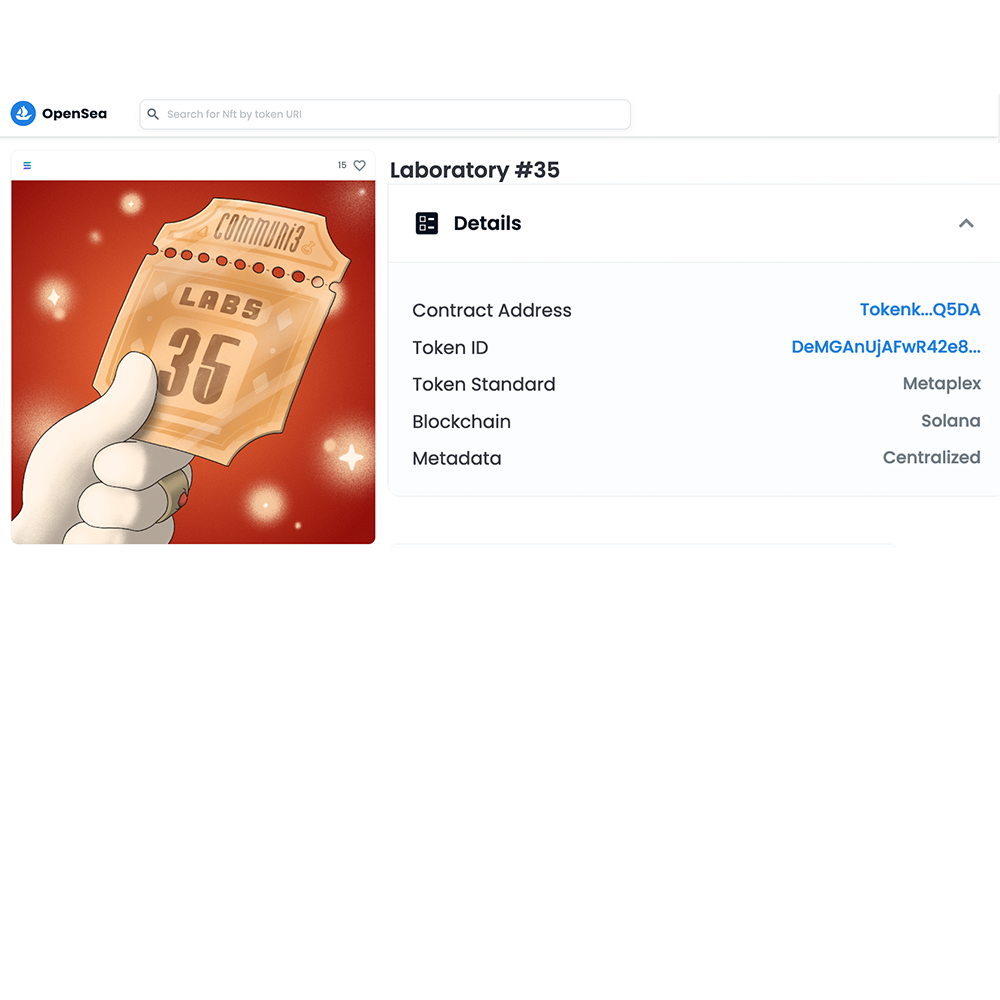 OpenSea
Search for Nft by token URI
15
COMMUNI3
LABS
35
Laboratory #35
Details
Contract Address Tokenk...Q5DA
Token ID DeMGAnUjAFwR42e8...
Token Standard Metaplex
Blockchain Solana
Metadata Centralized